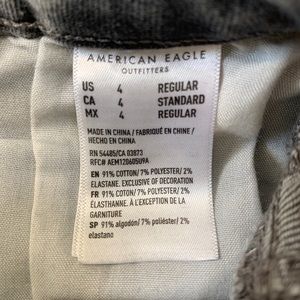 AMERICAN EAGLE
OUTFITTERS
US 4 REGULAR
CA 4 STANDARD
MX 4 REGULAR
MADE IN CHINA / FABRIQUÉ EN CHINE /
HECHO EN CHINA
RN 54485/CA 03873
RFC# AEM120605U9A
EN 91% COTTON/7% POLYESTER/2%
ELASTANE. EXCLUSIVE OF DECORATION
FR 91% COTON/7% POLYESTER/2%
ÉLASTHANNE. À L'EXCEPTION DE LA
GARNITURE
SP 91% algodón/7% poliéster/2%
elastano